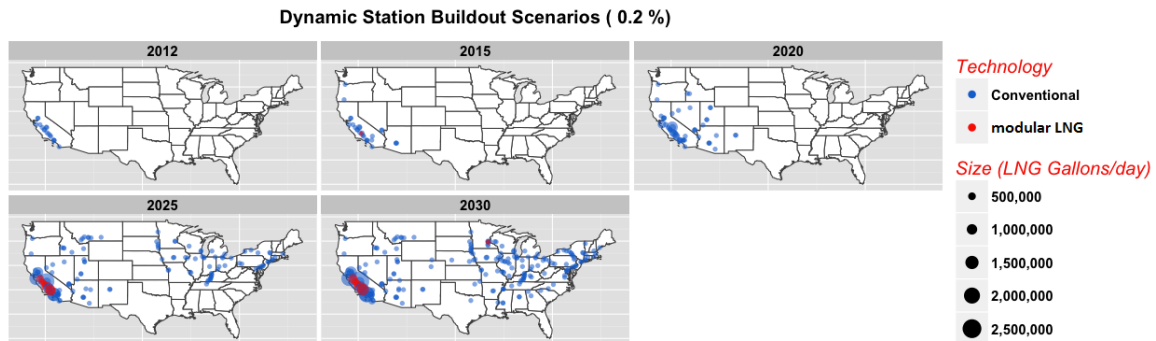 Dynamic Station Buildout Scenarios ( 0.2 %)
2012
2015
2020
2025
2030
Technology
Conventional
modular LNG
Size (LNG Gallons/day)
500,000
1,000,000
1,500,000
2,000,000
2,500,000